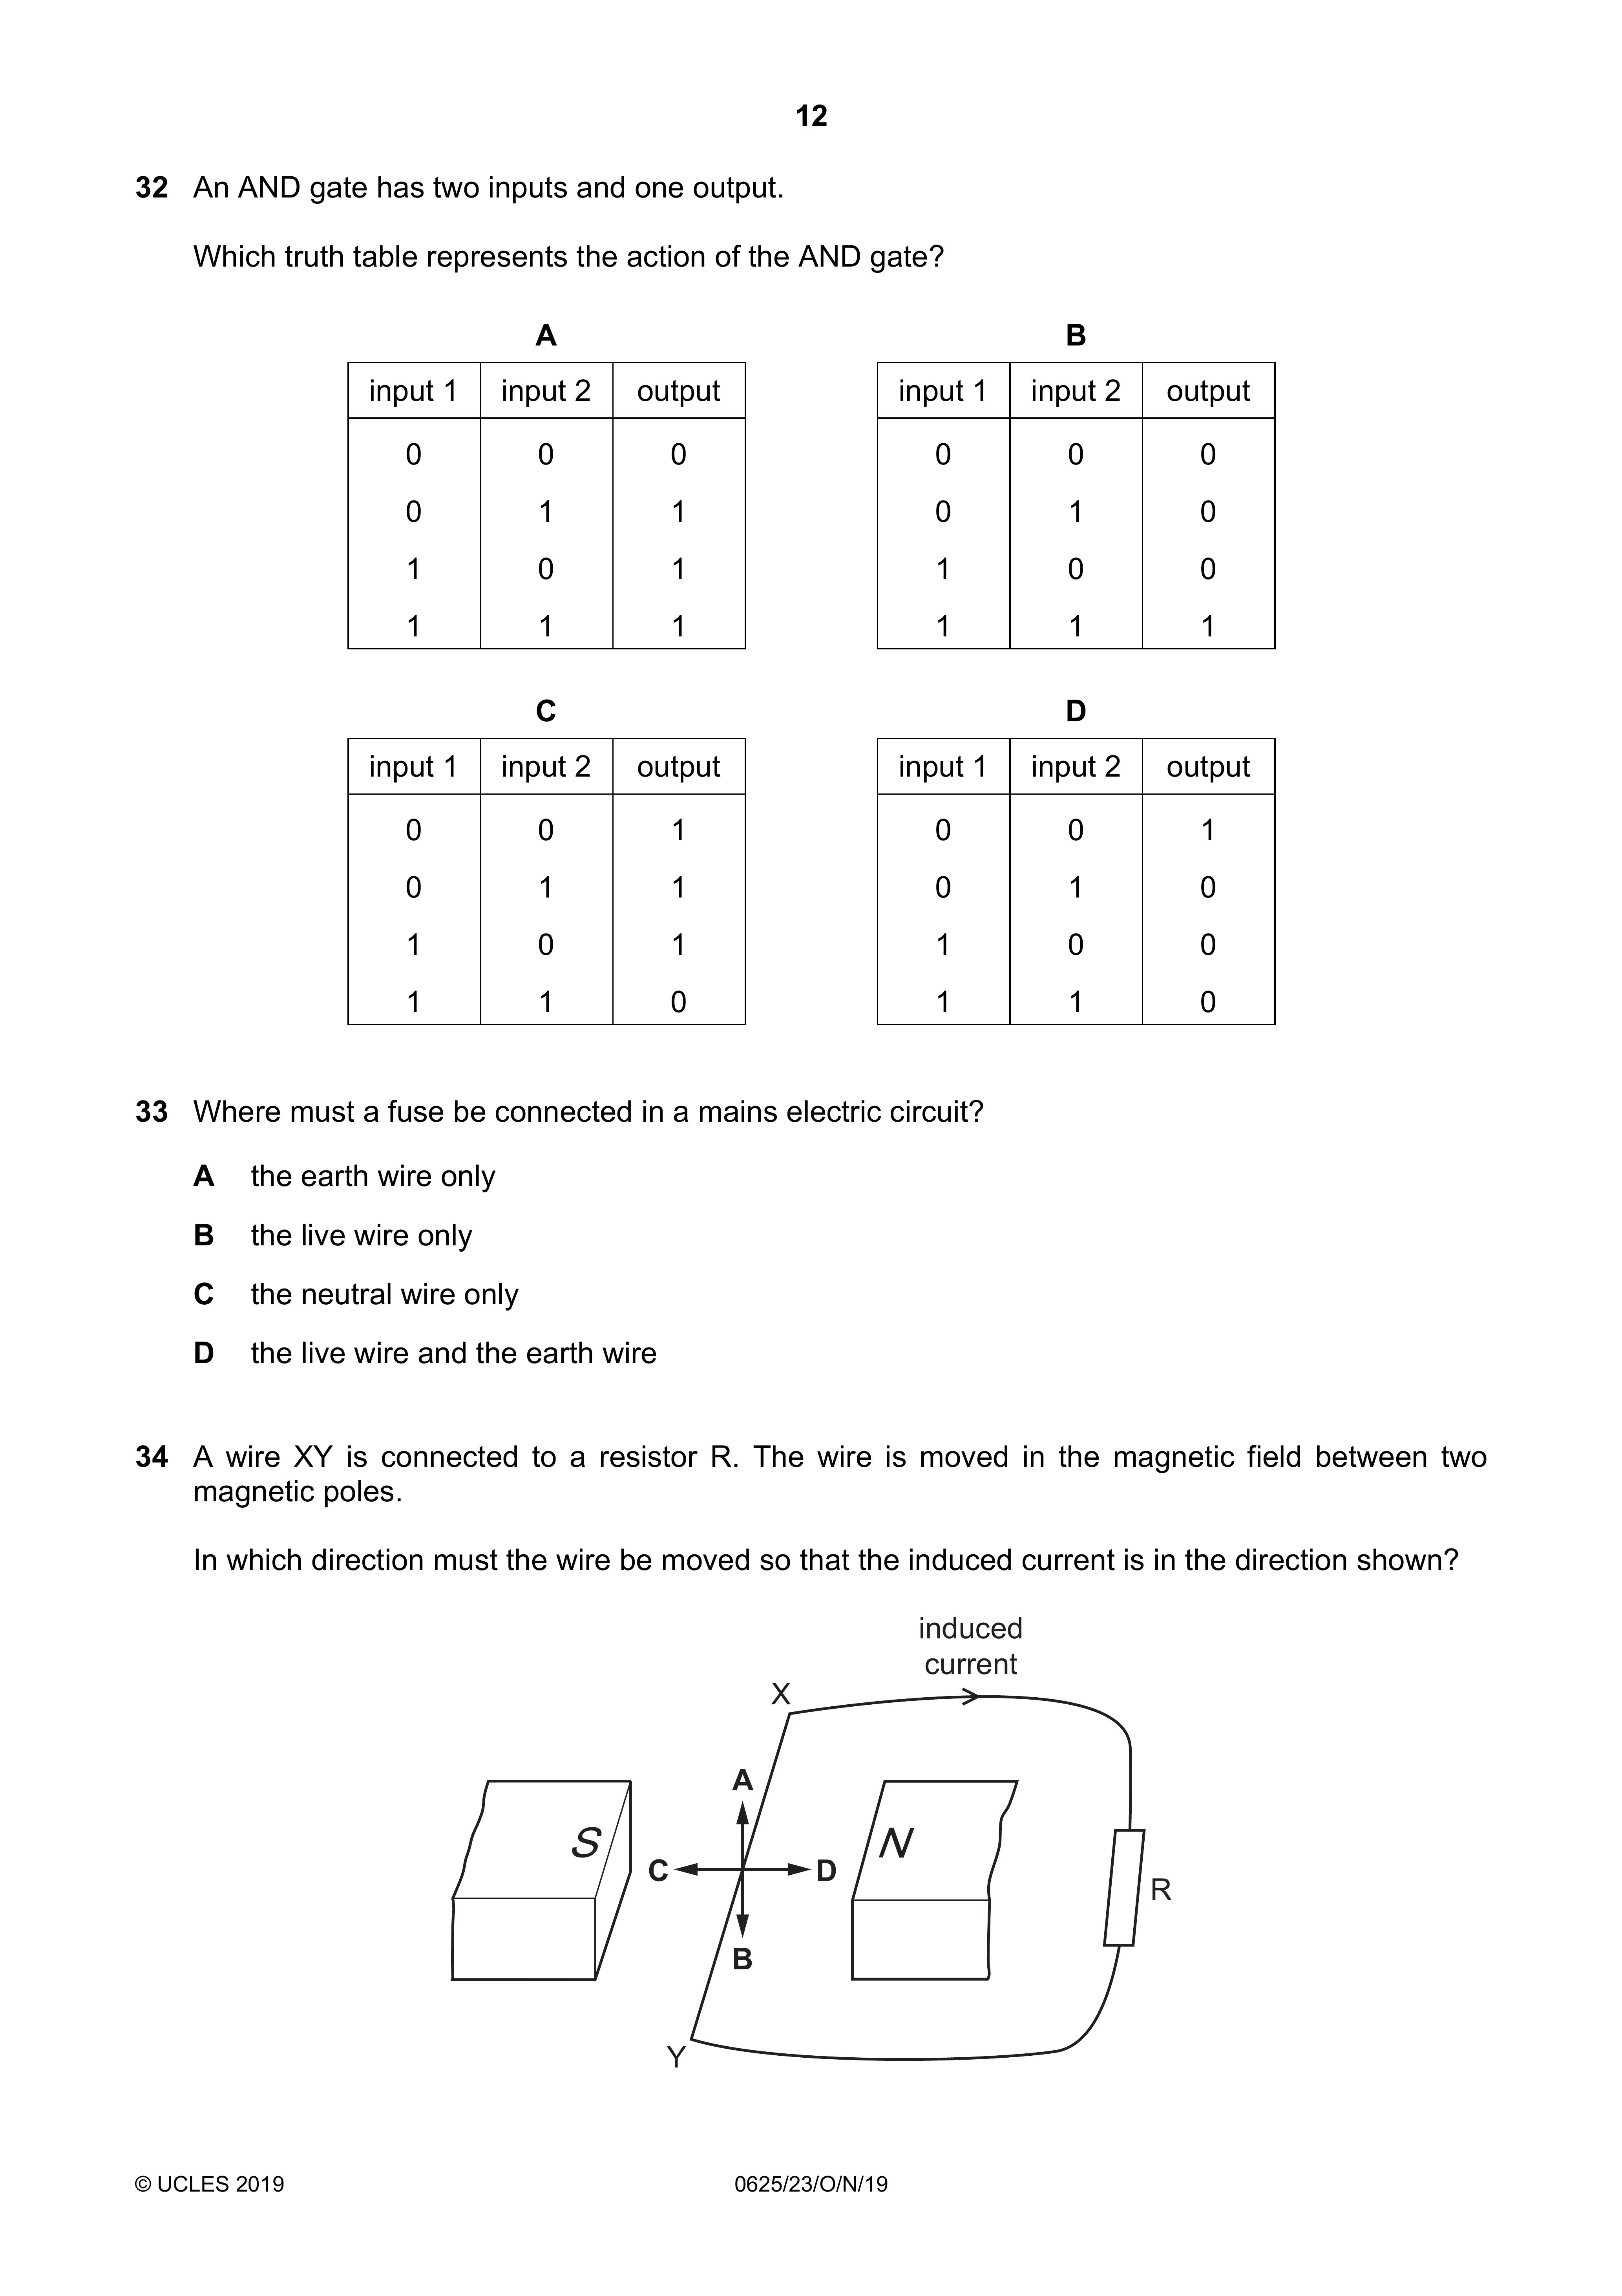 12
32 An AND gate has two inputs and one output.
Which truth table represents the action of the AND gate?
A
input 1 input 2 output
0 0 0
0 1 1
1 0 1
1 1 1
B
input 1 input 2 output
0 0 0
0 1 0
1 0 0
1 1 1
C
input 1 input 2 output
0 0 1
0 1 1
1 0 1
1 1 0
D
input 1 input 2 output
0 0 1
0 1 0
1 0 0
1 1 0
33 Where must a fuse be connected in a mains electric circuit?
A the earth wire only
B the live wire only
C the neutral wire only
D the live wire and the earth wire
34 A wire XY is connected to a resistor R. The wire is moved in the magnetic field between two
magnetic poles.
In which direction must the wire be moved so that the induced current is in the direction shown?
induced
current
X
A
S
N
C
D
R
B
Y
© UCLES 2019
0625/23/O/N/19